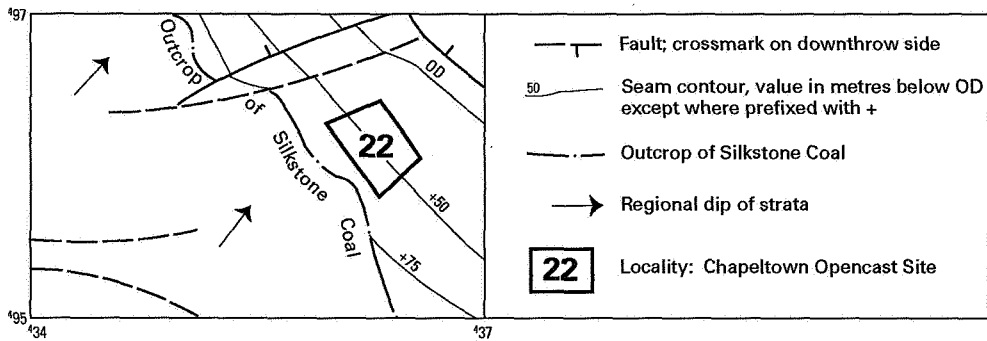 ⁴97
Outcrop
of
Silkstone
Coal
OD
22
+50
+75
⁴95
⁴34
⁴37
Fault; crossmark on downthrow side
50
Seam contour, value in metres below OD
except where prefixed with +
Outcrop of Silkstone Coal
Regional dip of strata
22
Locality: Chapeltown Opencast Site